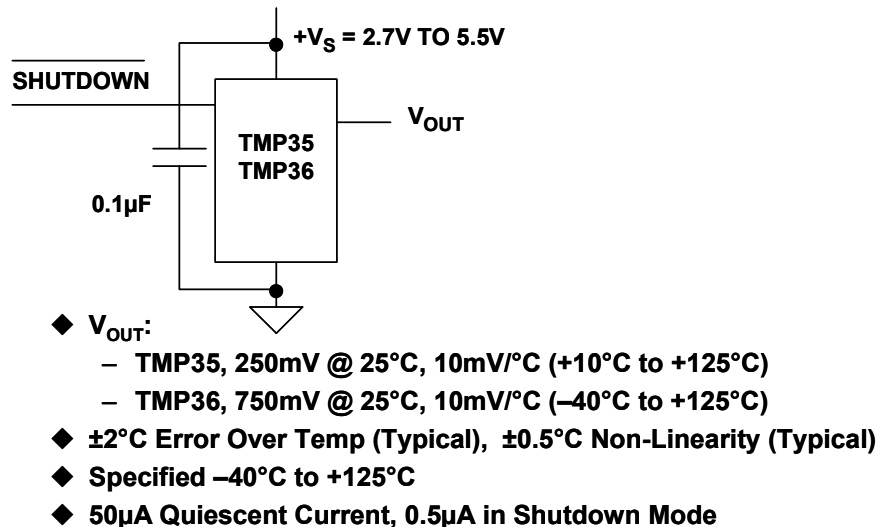 +VS = 2.7V TO 5.5V
SHUTDOWN
VOUT
TMP35
TMP36
0.1µF
◆ VOUT:
– TMP35, 250mV @ 25°C, 10mV/°C (+10°C to +125°C)
– TMP36, 750mV @ 25°C, 10mV/°C (–40°C to +125°C)
◆ ±2°C Error Over Temp (Typical), ±0.5°C Non-Linearity (Typical)
◆ Specified –40°C to +125°C
◆ 50µA Quiescent Current, 0.5µA in Shutdown Mode